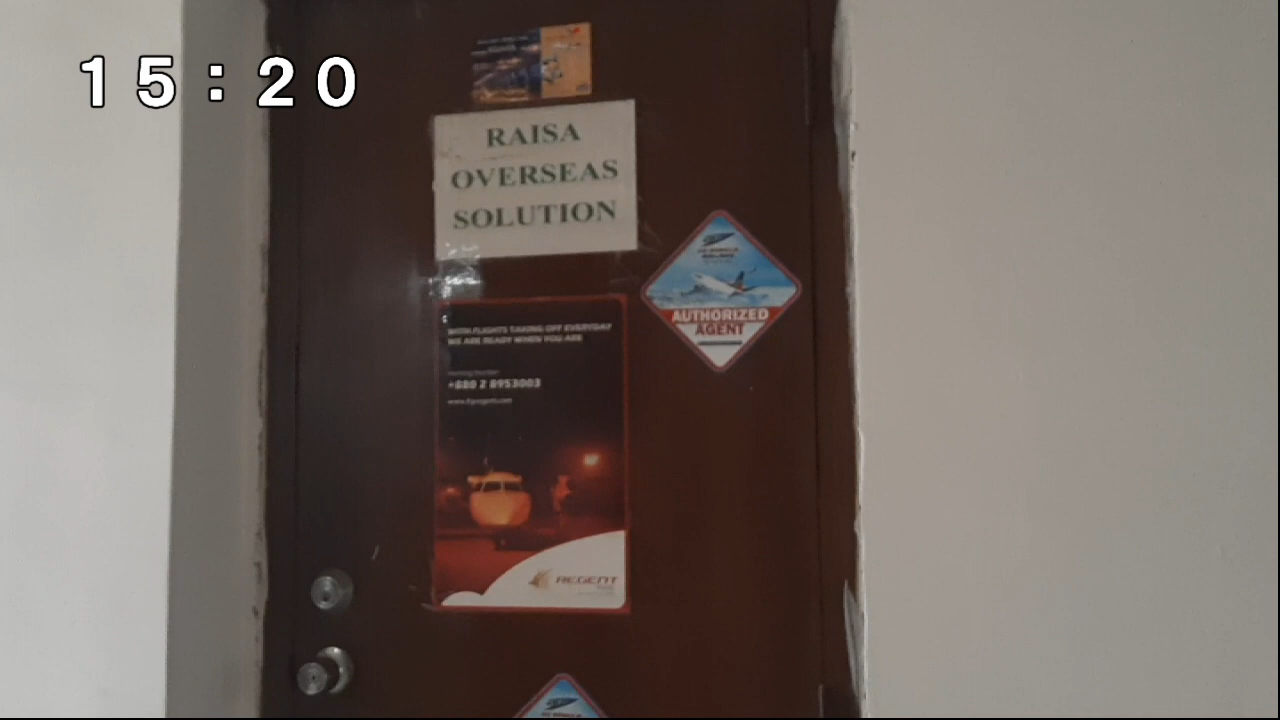 15:20
RAISA
OVERSEAS
SOLUTION
AUTHORIZED
AGENT
WITH FLIGHTS TAKING OFF EVERYDAY
WE ARE READY WHEN YOU ARE
+880 2 8953003
REGENT